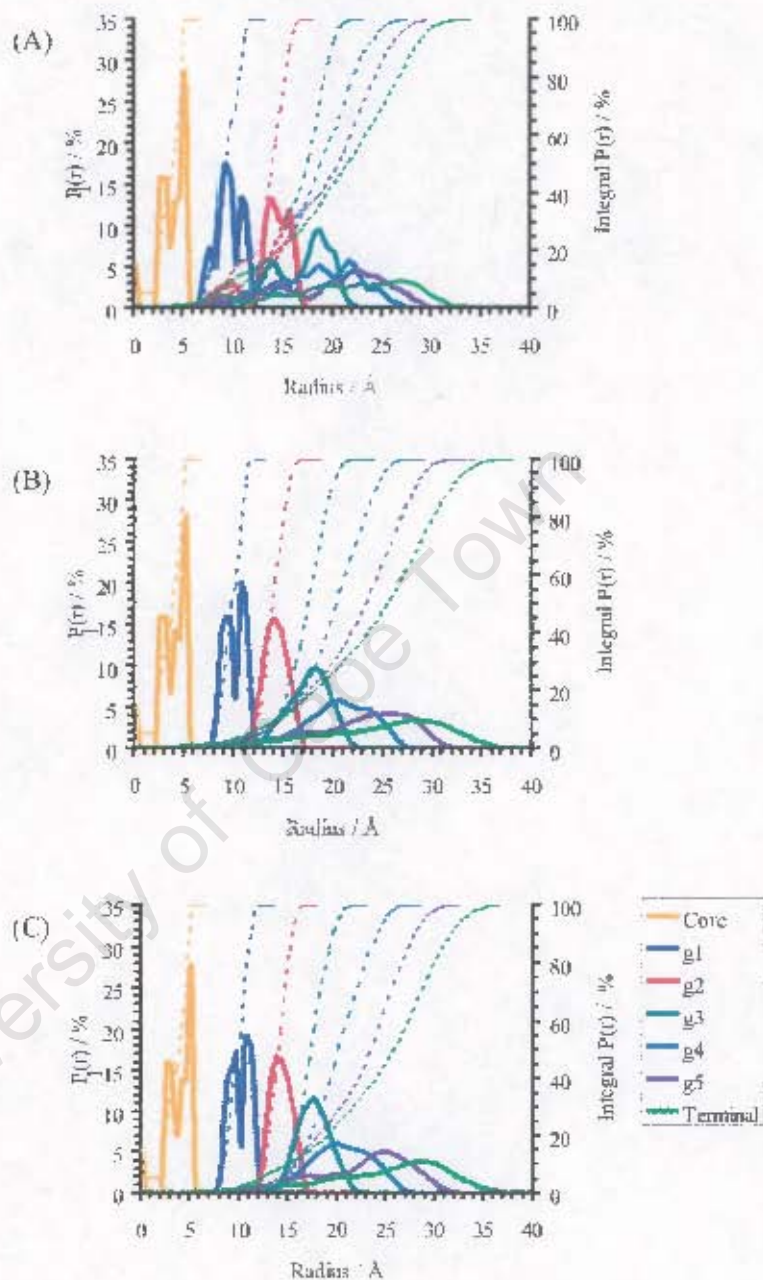 (A)
35
30
25
20
15
10
5
0
P(r) / %
100
80
60
40
20
0
Integral P(r) / %
0 5 10 15 20 25 30 35 40
Radius / Å
(B)
35
30
25
20
15
10
5
0
P(r) / %
100
80
60
40
20
0
Integral P(r) / %
0 5 10 15 20 25 30 35 40
Radius / Å
(C)
35
30
25
20
15
10
5
0
P(r) / %
100
80
60
40
20
0
Integral P(r) / %
0 5 10 15 20 25 30 35 40
Radius / Å
Core
g1
g2
g3
g4
g5
Terminal
University of Cape Town